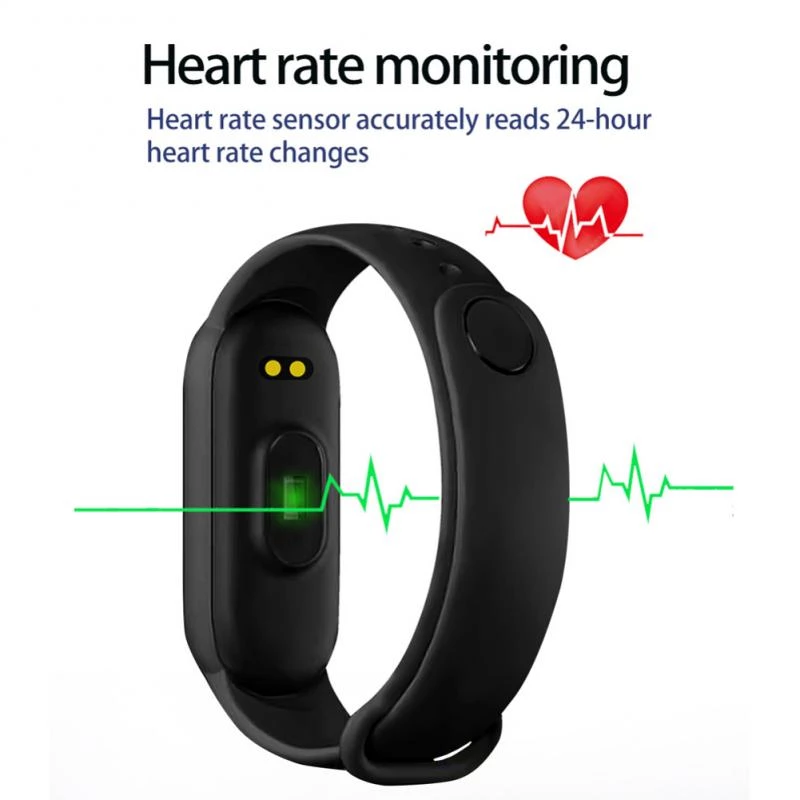 Heart rate monitoring
Heart rate sensor accurately reads 24-hour
heart rate changes